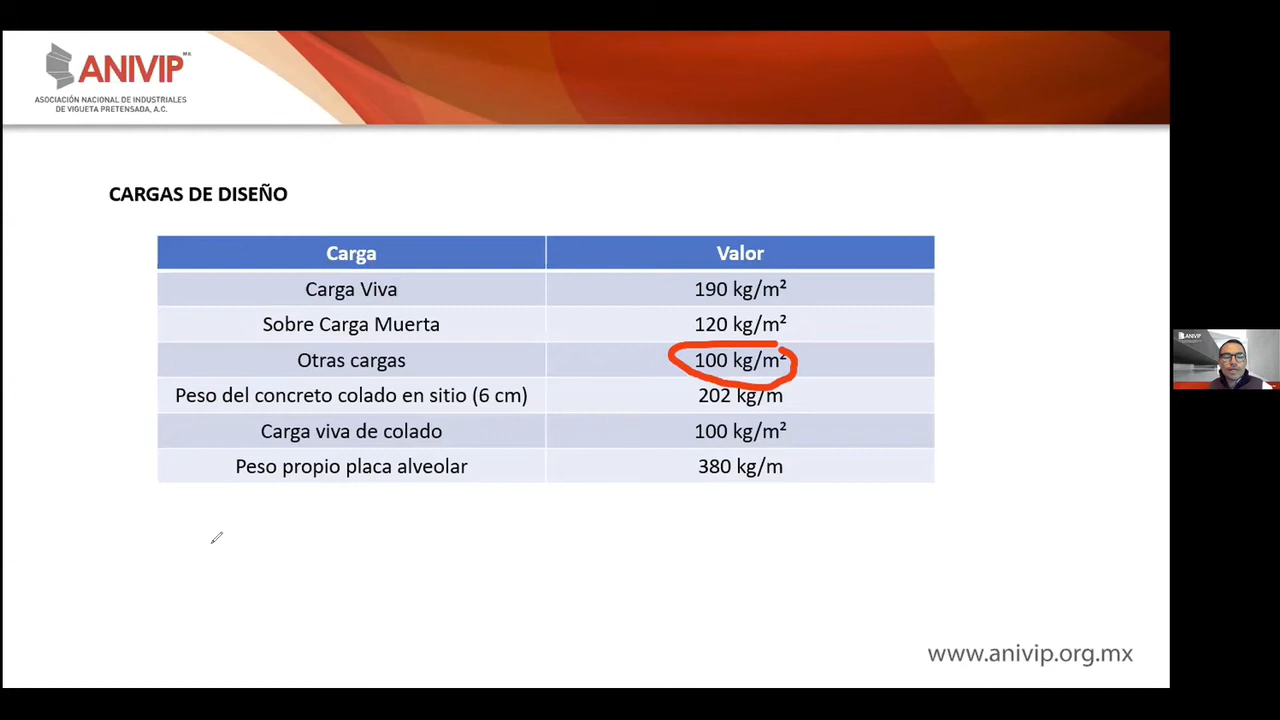 ANIVIP MR
ASOCIACIÓN NACIONAL DE INDUSTRIALES
DE VIGUETA PRETENSADA, A.C.
CARGAS DE DISEÑO
Carga Valor
Carga Viva 190 kg/m²
Sobre Carga Muerta 120 kg/m²
Otras cargas 100 kg/m²
Peso del concreto colado en sitio (6 cm) 202 kg/m
Carga viva de colado 100 kg/m²
Peso propio placa alveolar 380 kg/m
ANIVIP
www.anivip.org.mx